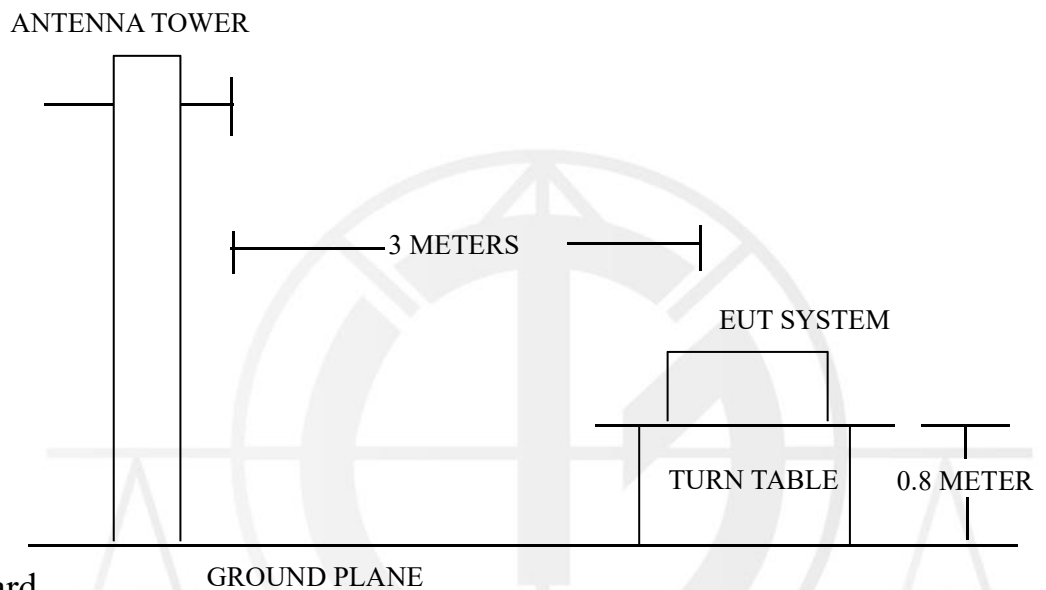 ANTENNA TOWER
3 METERS
EUT SYSTEM
TURN TABLE
0.8 METER
GROUND PLANE